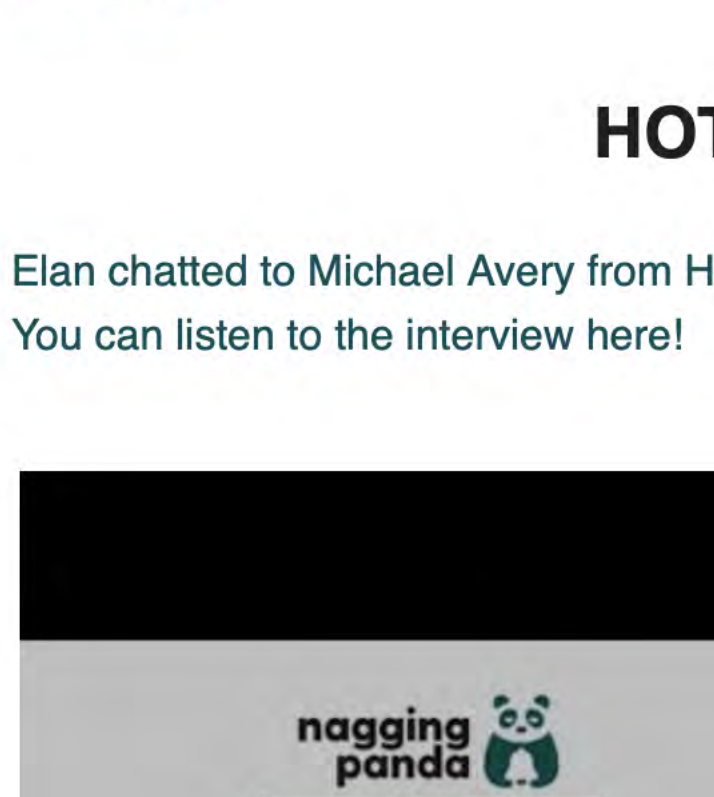 HOT
Elan chatted to Michael Avery from H
You can listen to the interview here!
nagging
panda